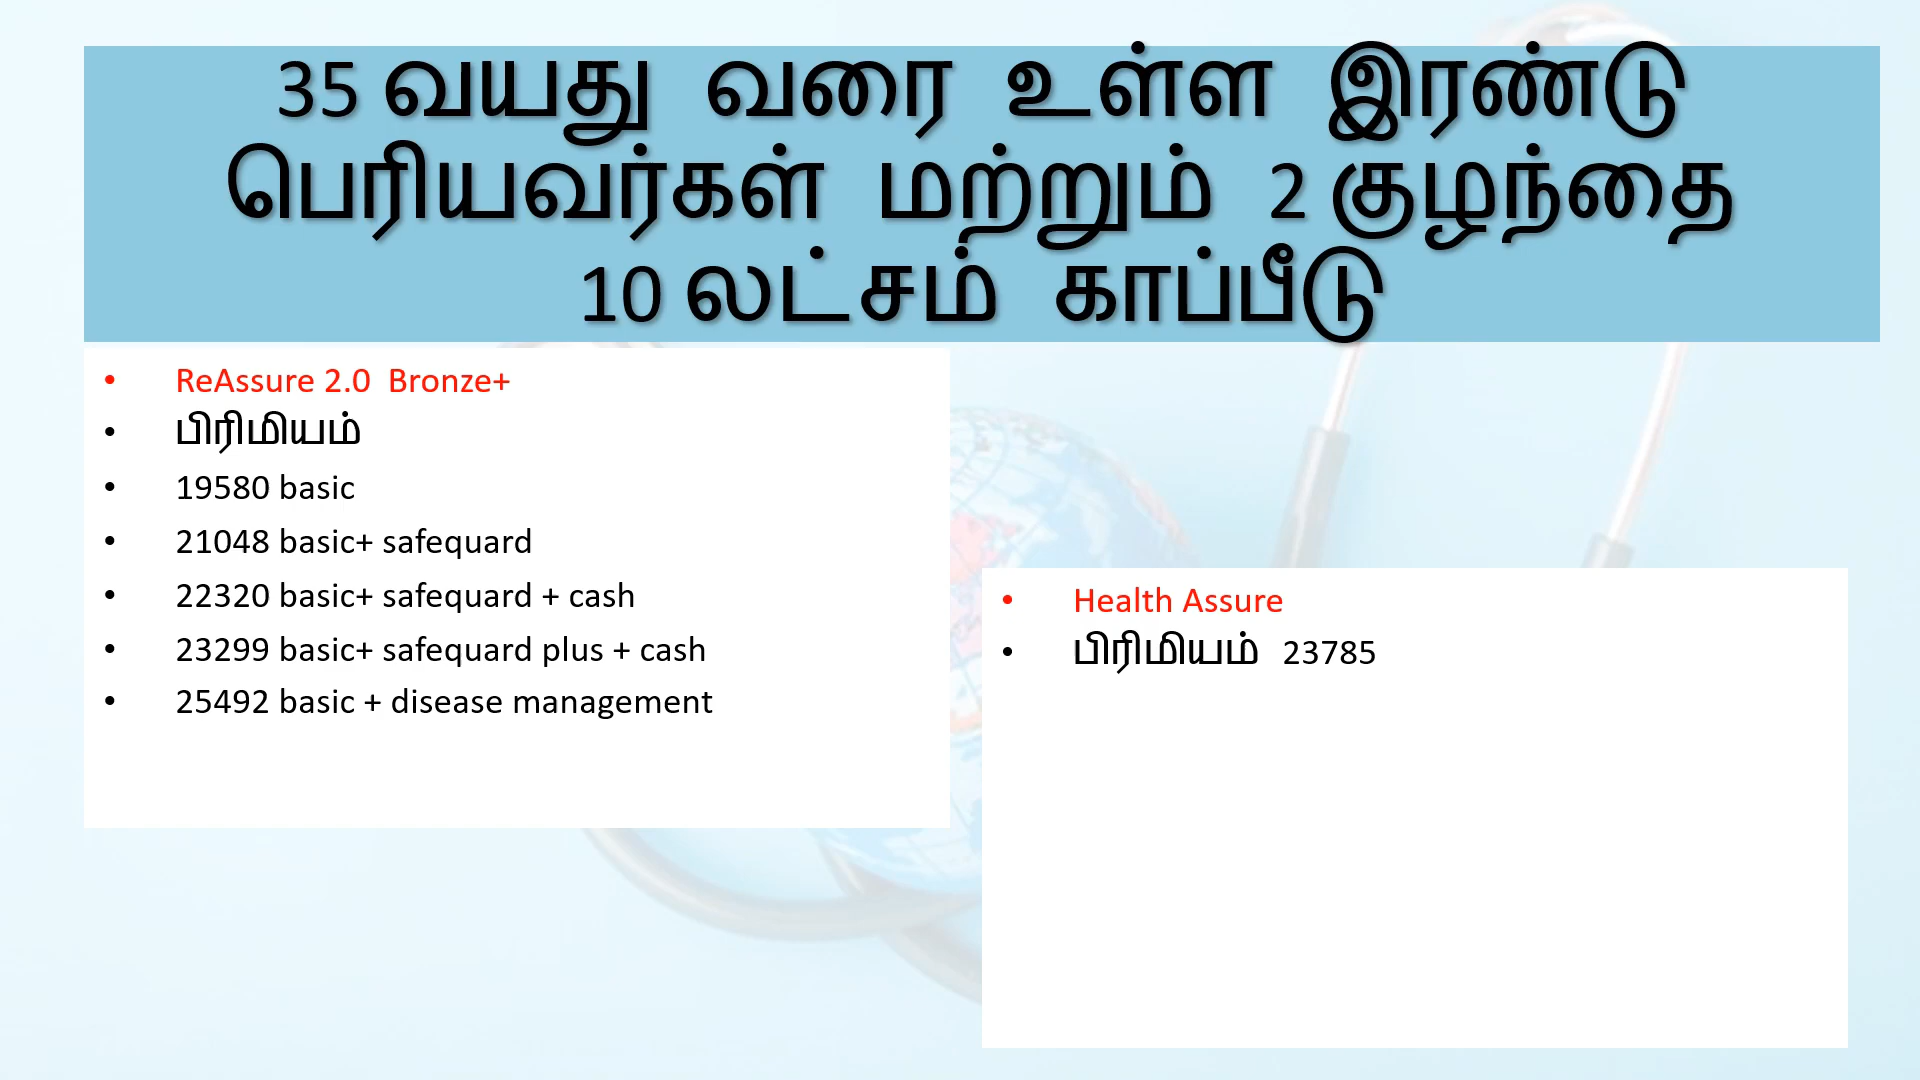 35 வயது வரை உள்ள இரண்டு
பெரியவர்கள் மற்றும் 2 குழந்தை
10 லட்சம் காப்பீடு
• ReAssure 2.0 Bronze+
• பிரிமியம்
• 19580 basic
• 21048 basic+ safequard
• 22320 basic+ safequard + cash
• 23299 basic+ safequard plus + cash
• 25492 basic + disease management
• Health Assure
• பிரிமியம் 23785